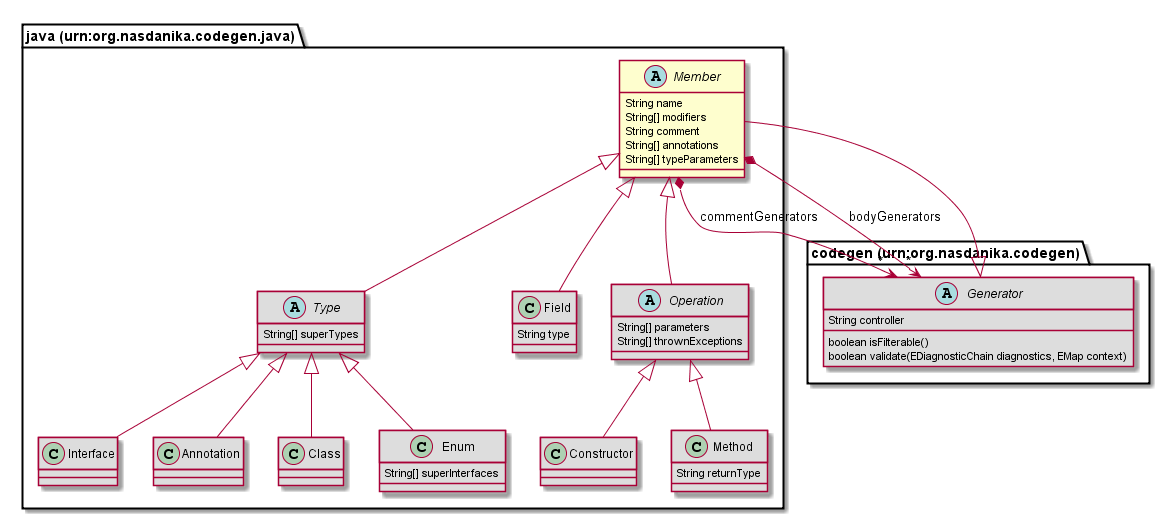 java (urn:org.nasdanika.codegen.java)
A Member
String name
String[] modifiers
String comment
String[] annotations
String[] typeParameters
commentGenerators
bodyGenerators
codegen (urn:org.nasdanika.codegen)
A Generator
String controller
boolean isFilterable()
boolean validate(EDiagnosticChain diagnostics, EMap context)
A Type
String[] superTypes
C Field
String type
A Operation
String[] parameters
String[] thrownExceptions
C Interface
C Annotation
C Class
C Enum
String[] superInterfaces
C Constructor
C Method
String returnType